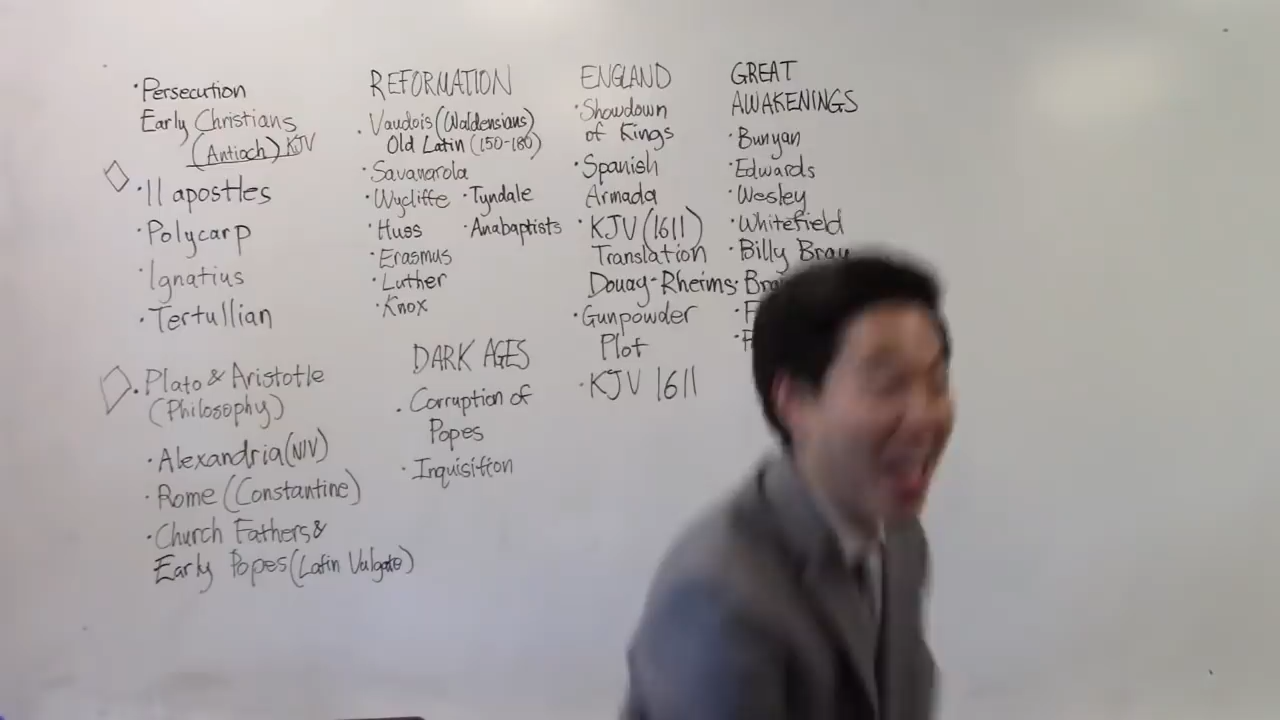 ·Persecution
Early Christians
(Antioch) KJV
·11 apostles
·Polycarp
·Ignatius
·Tertullian
·Plato & Aristotle
(Philosophy)
·Alexandria(NIV)
·Rome (Constantine)
·Church Fathers&
Early Popes(Latin Vulgate)
REFORMATION
·Vaudois(Waldensians)
Old Latin (150-180)
·Savanarola
·Wycliffe ·Tyndale
·Huss ·Anabaptists
·Erasmus
·Luther
·Knox
DARK AGES
·Corruption of
Popes
·Inquisition
ENGLAND
·Showdown
of Kings
·Spanish
Armada
·KJV (1611)
Translation
Douay-Rheims
·Gunpowder
Plot
·KJV 1611
GREAT
AWAKENINGS
·Bunyan
·Edwards
·Wesley
·Whitefield
·Billy Bray